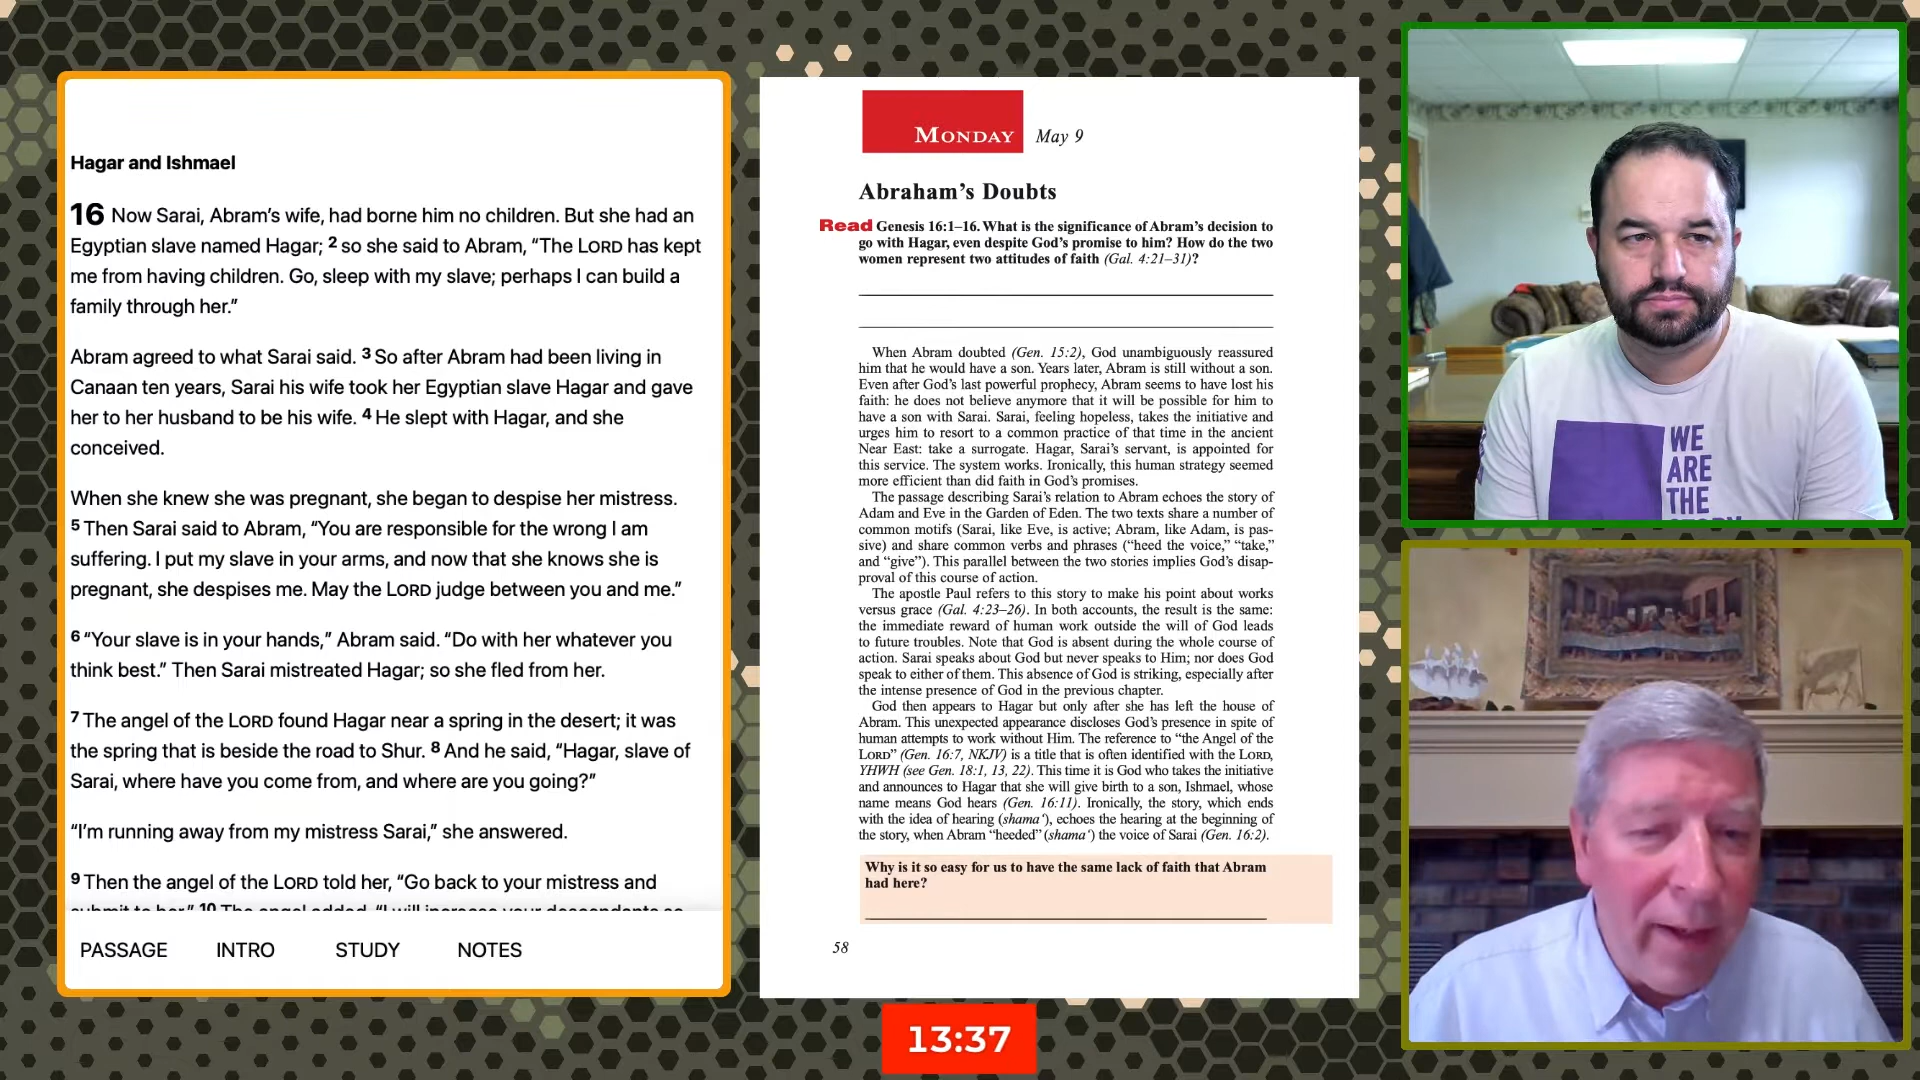 Hagar and Ishmael
16 Now Sarai, Abram’s wife, had borne him no children. But she had an
Egyptian slave named Hagar; 2 so she said to Abram, “The LORD has kept
me from having children. Go, sleep with my slave; perhaps I can build a
family through her.”
Abram agreed to what Sarai said. 3 So after Abram had been living in
Canaan ten years, Sarai his wife took her Egyptian slave Hagar and gave
her to her husband to be his wife. 4 He slept with Hagar, and she
conceived.
When she knew she was pregnant, she began to despise her mistress.
5 Then Sarai said to Abram, “You are responsible for the wrong I am
suffering. I put my slave in your arms, and now that she knows she is
pregnant, she despises me. May the LORD judge between you and me.”
6 “Your slave is in your hands,” Abram said. “Do with her whatever you
think best.” Then Sarai mistreated Hagar; so she fled from her.
7 The angel of the LORD found Hagar near a spring in the desert; it was
the spring that is beside the road to Shur. 8 And he said, “Hagar, slave of
Sarai, where have you come from, and where are you going?”
“I’m running away from my mistress Sarai,” she answered.
9 Then the angel of the LORD told her, “Go back to your mistress and
submit to her.” 10 The angel added, “I will increase your descendants so
PASSAGE INTRO STUDY NOTES
MONDAY May 9
Abraham’s Doubts
Read Genesis 16:1–16. What is the significance of Abram’s decision to
go with Hagar, even despite God’s promise to him? How do the two
women represent two attitudes of faith (Gal. 4:21–31)?
When Abram doubted (Gen. 15:2), God unambiguously reassured
him that he would have a son. Years later, Abram is still without a son.
Even after God’s last powerful prophecy, Abram seems to have lost his
faith: he does not believe anymore that it will be possible for him to
have a son with Sarai. Sarai, feeling hopeless, takes the initiative and
urges him to resort to a common practice of that time in the ancient
Near East: take a surrogate. Hagar, Sarai’s servant, is appointed for
this service. The system works. Ironically, this human strategy seemed
more efficient than did faith in God’s promises.
The passage describing Sarai’s relation to Abram echoes the story of
Adam and Eve in the Garden of Eden. The two texts share a number of
common motifs (Sarai, like Eve, is active; Abram, like Adam, is pas-
sive) and share common verbs and phrases (“heed the voice,” “take,”
and “give”). This parallel between the two stories implies God’s disap-
proval of this course of action.
The apostle Paul refers to this story to make his point about works
versus grace (Gal. 4:23–26). In both accounts, the result is the same:
the immediate reward of human work outside the will of God leads
to future troubles. Note that God is absent during the whole course of
action. Sarai speaks about God but never speaks to Him; nor does God
speak to either of them. This absence of God is striking, especially after
the intense presence of God in the previous chapter.
God then appears to Hagar but only after she has left the house of
Abram. This unexpected appearance discloses God’s presence in spite of
human attempts to work without Him. The reference to “the Angel of the
LORD” (Gen. 16:7, NKJV) is a title that is often identified with the LORD,
YHWH (see Gen. 18:1, 13, 22). This time it is God who takes the initiative
and announces to Hagar that she will give birth to a son, Ishmael, whose
name means God hears (Gen. 16:11). Ironically, the story, which ends
with the idea of hearing (shama‘), echoes the hearing at the beginning of
the story, when Abram “heeded” (shama‘) the voice of Sarai (Gen. 16:2).
Why is it so easy for us to have the same lack of faith that Abram
had here?
58
13:37
WE
ARE
THE